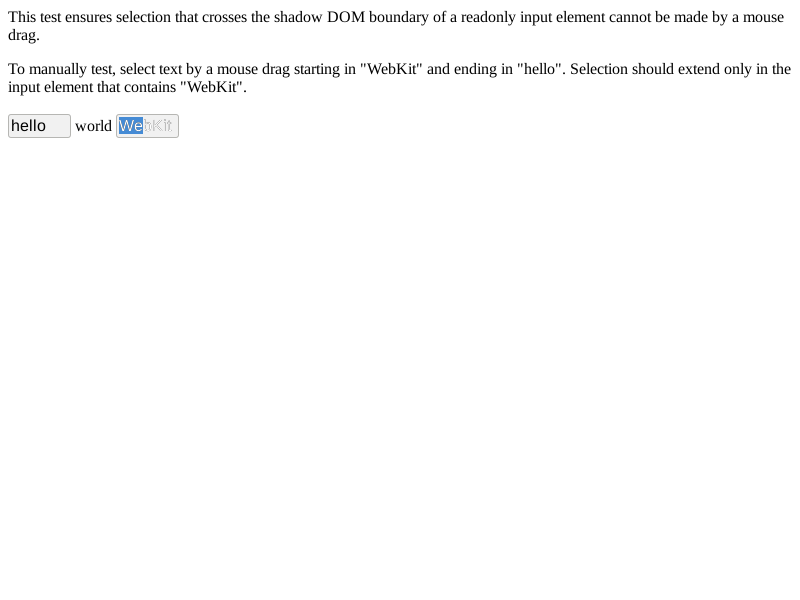 This test ensures selection that crosses the shadow DOM boundary of a readonly input element cannot be made by a mouse
drag.
To manually test, select text by a mouse drag starting in "WebKit" and ending in "hello". Selection should extend only in the
input element that contains "WebKit".
hello world WebKit